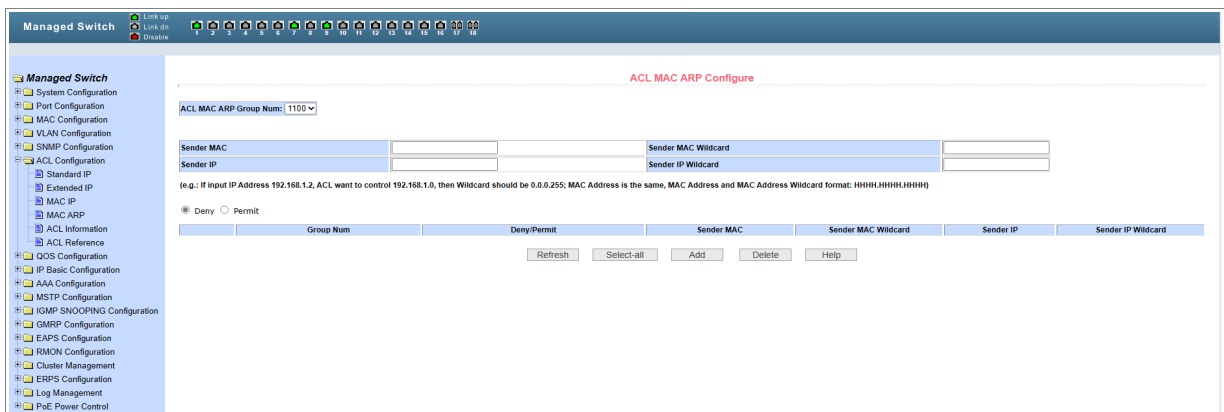 Managed Switch
Link up
Link dn
Disable
1 2 3 4 5 6 7 8 9 10 11 12 13 14 15 16 17 18
Managed Switch
System Configuration
Port Configuration
MAC Configuration
VLAN Configuration
SNMP Configuration
ACL Configuration
Standard IP
Extended IP
MAC IP
MAC ARP
ACL Information
ACL Reference
QOS Configuration
IP Basic Configuration
AAA Configuration
MSTP Configuration
IGMP SNOOPING Configuration
GMRP Configuration
EAPS Configuration
RMON Configuration
Cluster Management
ERPS Configuration
Log Management
PoE Power Control
ACL MAC ARP Configure
ACL MAC ARP Group Num: 1100
Sender MAC Sender MAC Wildcard
Sender IP Sender IP Wildcard
(e.g.: If input IP Address 192.168.1.2, ACL want to control 192.168.1.0, then Wildcard should be 0.0.0.255; MAC Address is the same, MAC Address and MAC Address Wildcard format: HHHH.HHHH.HHHH)
Deny Permit
Group Num Deny/Permit Sender MAC Sender MAC Wildcard Sender IP Sender IP Wildcard
Refresh Select-all Add Delete Help